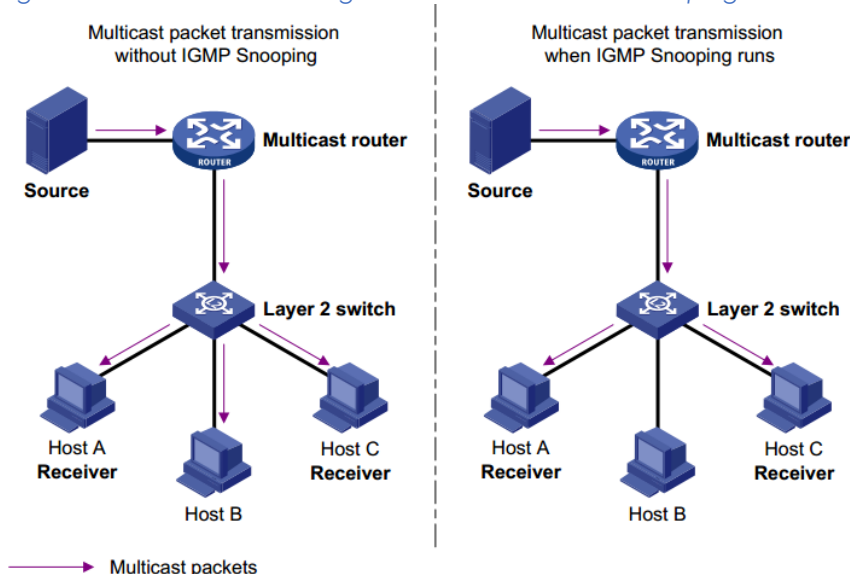 Multicast packet transmission
without IGMP Snooping
Multicast packet transmission
when IGMP Snooping runs
ROUTER
Multicast router
Source
ROUTER
Multicast router
Source
Layer 2 switch
Layer 2 switch
Host A
Receiver
Host C
Receiver
Host B
Host A
Receiver
Host C
Receiver
Host B
Multicast packets